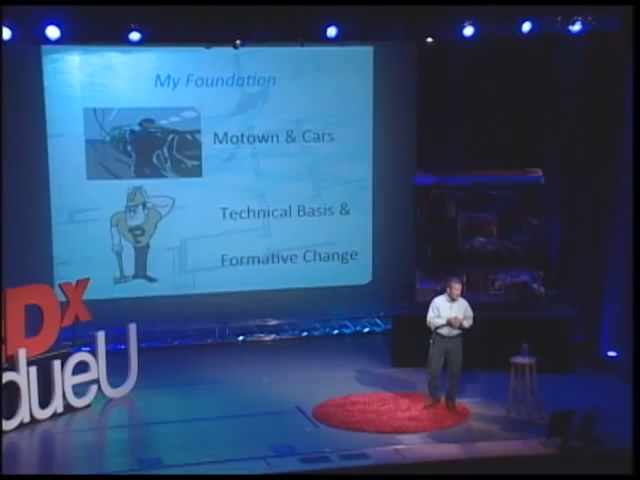 My Foundation
Motown & Cars
Technical Basis &
Formative Change
P
Dx
dueU